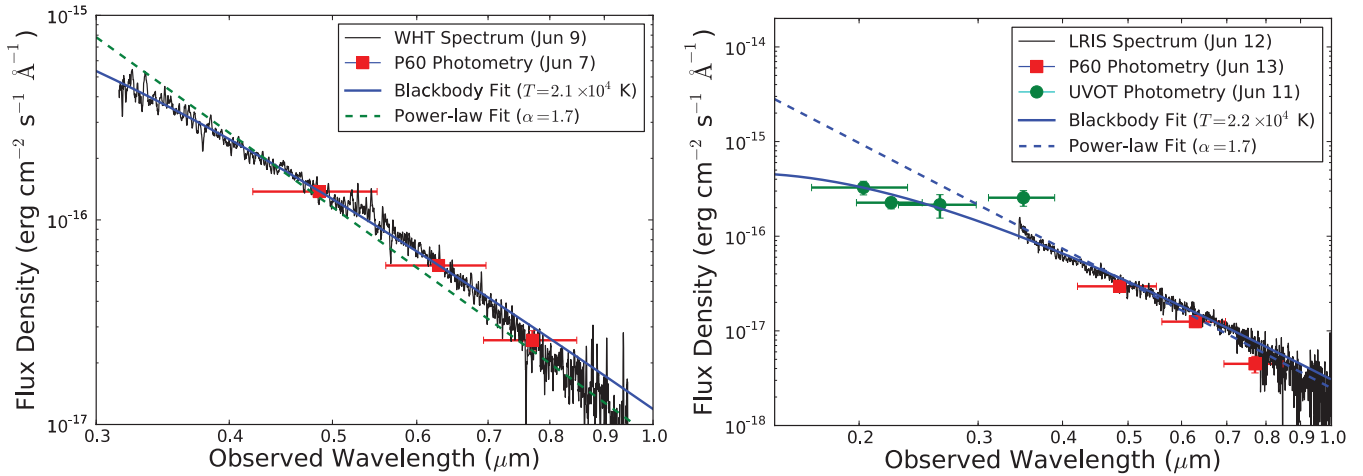 10⁻¹⁵
10⁻¹⁶
10⁻¹⁷
Flux Density (erg cm⁻² s⁻¹ Å⁻¹)
WHT Spectrum (Jun 9)
P60 Photometry (Jun 7)
Blackbody Fit (T=2.1×10⁴ K)
Power-law Fit (α=1.7)
0.3 0.4 0.5 0.6 0.7 0.8 0.9 1.0
Observed Wavelength (μm)
10⁻¹⁴
10⁻¹⁵
10⁻¹⁶
10⁻¹⁷
10⁻¹⁸
Flux Density (erg cm⁻² s⁻¹ Å⁻¹)
LRIS Spectrum (Jun 12)
P60 Photometry (Jun 13)
UVOT Photometry (Jun 11)
Blackbody Fit (T=2.2×10⁴ K)
Power-law Fit (α=1.7)
0.2 0.3 0.4 0.5 0.6 0.7 0.8 0.9 1.0
Observed Wavelength (μm)